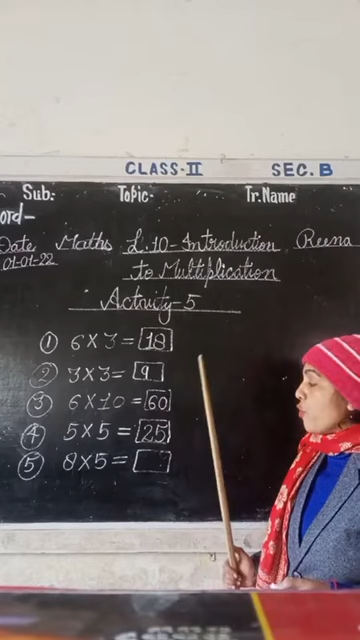 CLASS-II SEC. B
Sub: Topic- Tr.Name
ord-
Date Maths L.10-Introduction Reena
01-01-22 to Multiplication
Activity-5
① 6×3= 18
② 3×3= 9
③ 6×10 = 60
④ 5×5 = 25
⑤ 8×5=